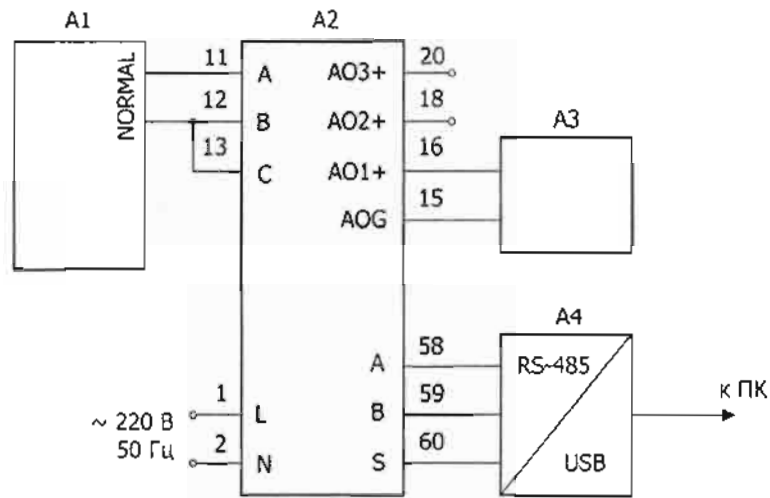 A1
A2
NORMAL
11
A
AO3+
20
12
B
AO2+
18
A3
13
C
AO1+
16
AOG
15
A4
A
58
RS-485
1
L
B
59
к ПК
~ 220 В
50 Гц
2
N
S
60
USB